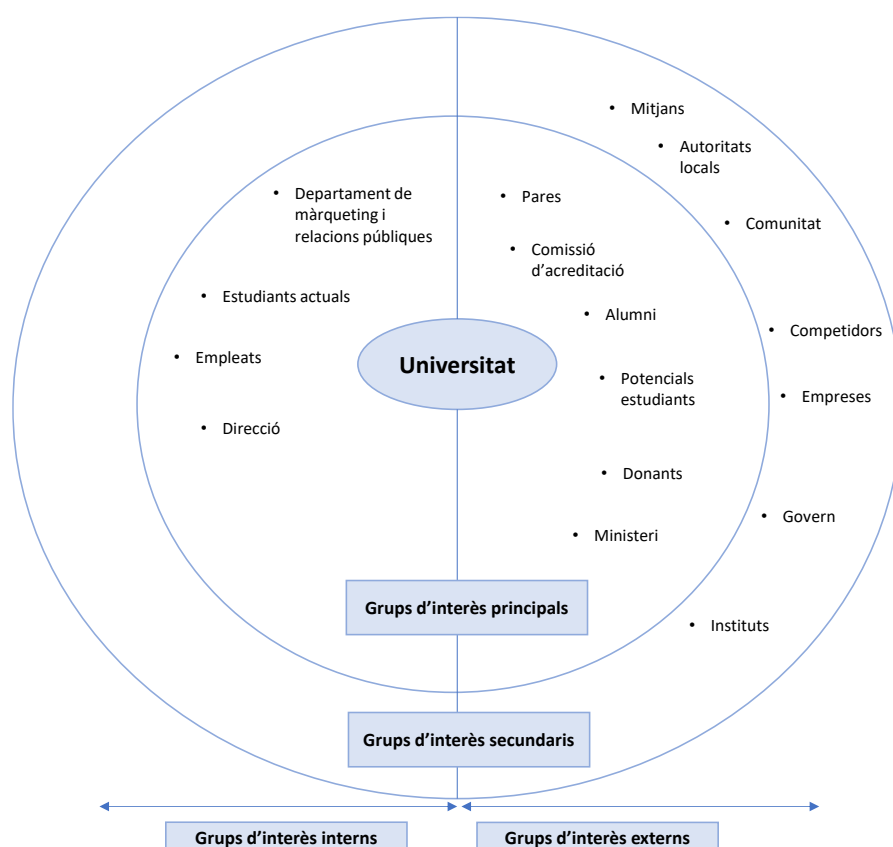 • Mitjans
• Autoritats
locals
• Departament de
màrqueting i
relacions públiques
• Pares
• Comunitat
• Comissió
d’acreditació
• Estudiants actuals
• Alumni
• Competidors
• Empleats
Universitat
• Potencials
estudiants
• Empreses
• Direcció
• Donants
• Govern
• Ministeri
Grups d’interès principals
• Instituts
Grups d’interès secundaris
Grups d’interès interns
Grups d’interès externs